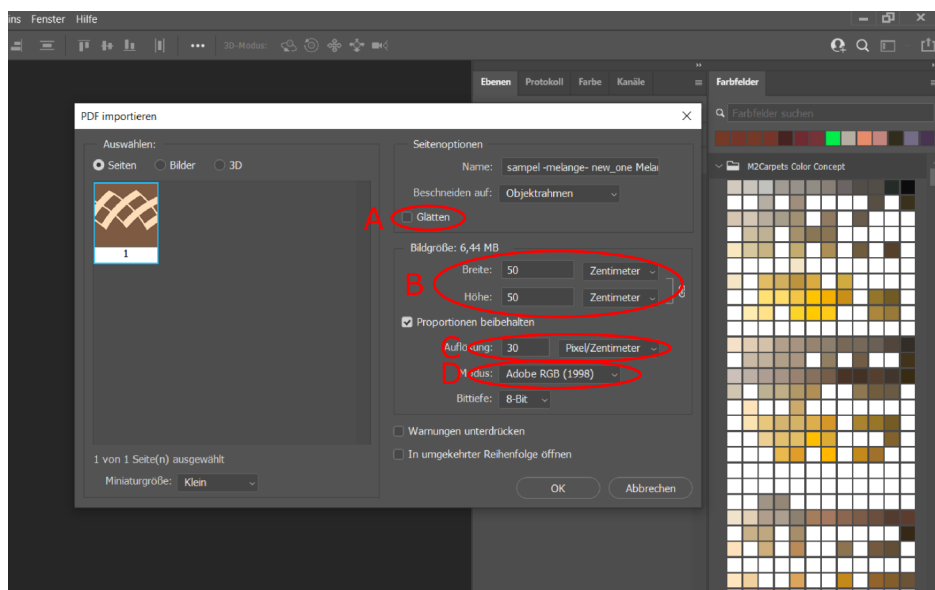 ins Fenster Hilfe
3D-Modus:
Ebenen Protokoll Farbe Kanäle
Farbfelder
Farbfelder suchen
M2Carpets Color Concept
PDF importieren
Auswählen:
Seiten Bilder 3D
1
1 von 1 Seite(n) ausgewählt
Miniaturgröße: Klein
Seitenoptionen
Name: sampel -melange- new_one Melai
Beschneiden auf: Objektrahmen
A Glätten
Bildgröße: 6,44 MB
B
Breite: 50 Zentimeter
Höhe: 50 Zentimeter
Proportionen beibehalten
C Auflösung: 30 Pixel/Zentimeter
D Modus: Adobe RGB (1998)
Bittiefe: 8-Bit
Warnungen unterdrücken
In umgekehrter Reihenfolge öffnen
OK Abbrechen